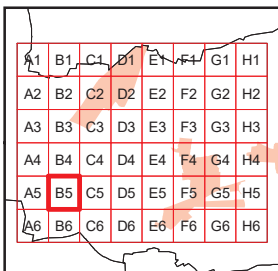 A1 B1 C1 D1 E1 F1 G1 H1
A2 B2 C2 D2 E2 F2 G2 H2
A3 B3 C3 D3 E3 F3 G3 H3
A4 B4 C4 D4 E4 F4 G4 H4
A5 B5 C5 D5 E5 F5 G5 H5
A6 B6 C6 D6 E6 F6 G6 H6